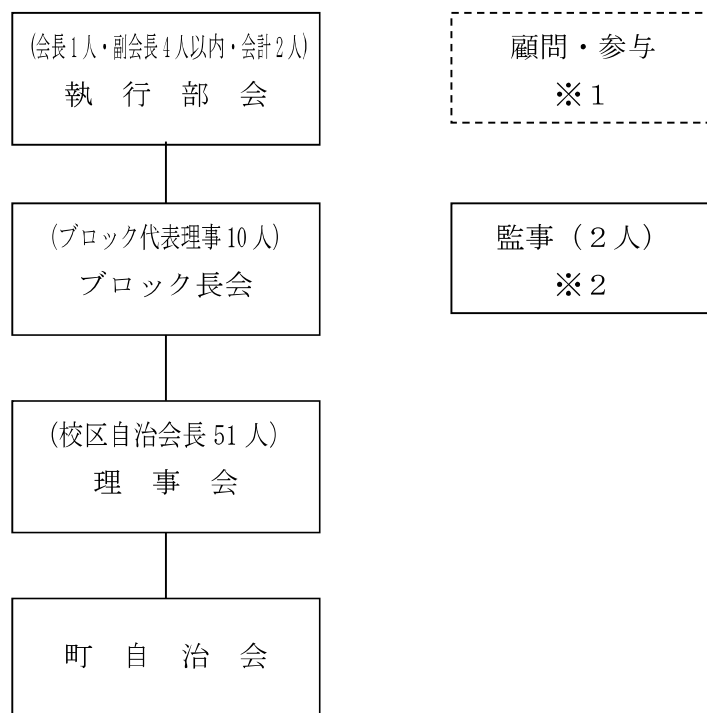 (会長1人・副会長4人以内・会計2人)
執行部会
顧問・参与
※1
(ブロック代表理事10人)
ブロック長会
監事(2人)
※2
(校区自治会長51人)
理事会
町自治会